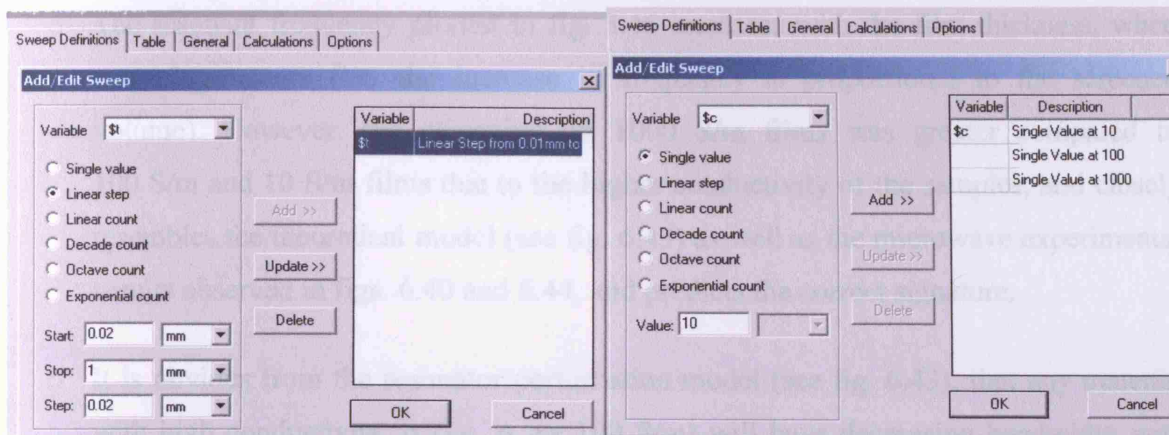 Sweep Definitions Table General Calculations Options
Add/Edit Sweep
Variable $t
Single value
Linear step
Linear count
Decade count
Octave count
Exponential count
Start: 0.02 mm
Stop: 1 mm
Step: 0.02 mm
Add >>
Update >>
Delete
Variable Description
$t Linear Step from 0.01mm to
OK Cancel
Sweep Definitions Table General Calculations Options
Add/Edit Sweep
Variable $c
Single value
Linear step
Linear count
Decade count
Octave count
Exponential count
Value: 10
Add >>
Update >>
Delete
Variable Description
$c Single Value at 10
Single Value at 100
Single Value at 1000
OK Cancel